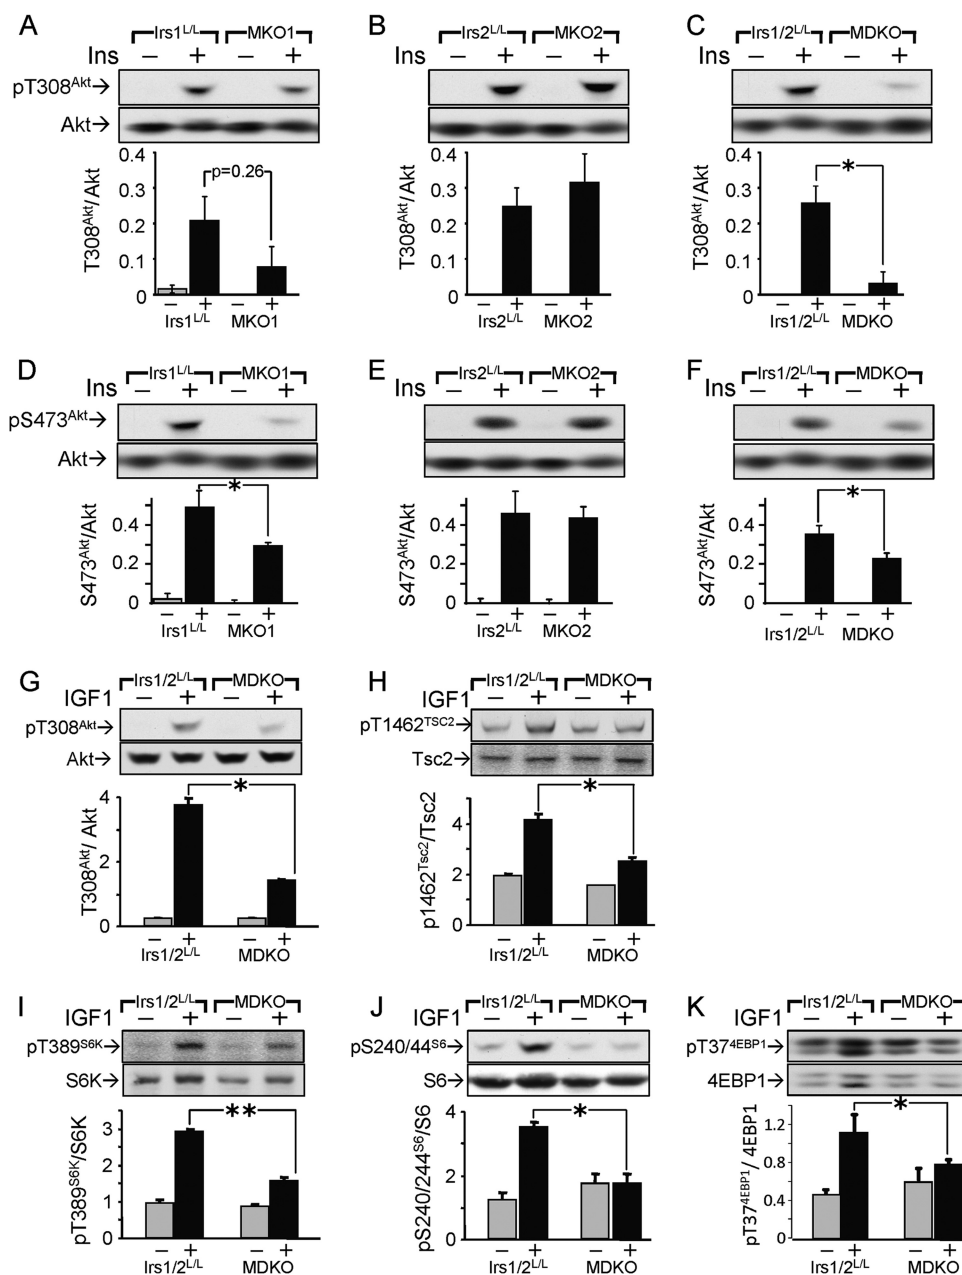 A
Irs1L/L MKO1
Ins − + − +
pT308Akt→
Akt→
T308Akt/Akt
0.4
0.3
0.2
0.1
0
p=0.26
− + − +
Irs1L/L MKO1
B
Irs2L/L MKO2
Ins − + − +
T308Akt/Akt
0.4
0.3
0.2
0.1
0
− + − +
Irs2L/L MKO2
C
Irs1/2L/L MDKO
Ins − + − +
T308Akt/Akt
0.4
0.3
0.2
0.1
0
*
− + − +
Irs1/2L/L MDKO
D
Irs1L/L MKO1
Ins − + − +
pS473Akt→
Akt→
S473Akt/Akt
0.4
0.2
0
*
− + − +
Irs1L/L MKO1
E
Irs2L/L MKO2
Ins − + − +
S473Akt/Akt
0.4
0.2
0
− + − +
Irs2L/L MKO2
F
Irs1/2L/L MDKO
Ins − + − +
S473Akt/Akt
0.4
0.2
0
*
− + − +
Irs1/2L/L MDKO
G
Irs1/2L/L MDKO
IGF1 − + − +
pT308Akt→
Akt→
T308Akt/ Akt
4
2
0
*
− + − +
Irs1/2L/L MDKO
H
Irs1/2L/L MDKO
IGF1 − + − +
pT1462TSC2→
Tsc2→
p1462Tsc2/Tsc2
4
2
0
*
− + − +
Irs1/2L/L MDKO
I
Irs1/2L/L MDKO
IGF1 − + − +
pT389S6K→
S6K→
pT389S6K/S6K
3
2
1
0
**
− + − +
Irs1/2L/L MDKO
J
Irs1/2L/L MDKO
IGF1 − + − +
pS240/44S6→
S6→
pS240/244S6/S6
4
2
0
*
− + − +
Irs1/2L/L MDKO
K
Irs1/2L/L MDKO
IGF1 − + − +
pT374EBP1→
4EBP1→
pT374EBP1/ 4EBP1
1.2
0.8
0.4
0
*
− + − +
Irs1/2L/L MDKO